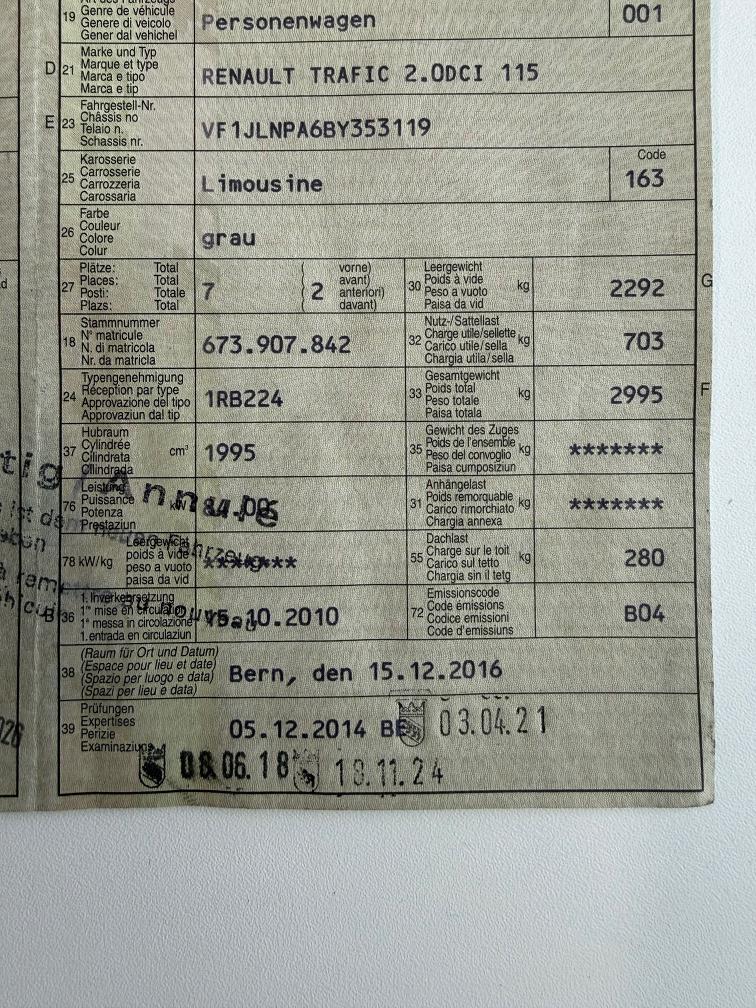 19 Genre de véhicule
Genere di veicolo
Gener dal vehichel
Personenwagen
001
D 21 Marke und Typ
Marque et type
Marca e tipo
Marca e tip
RENAULT TRAFIC 2.0DCI 115
E 23 Fahrgestell-Nr.
Châssis no
Telaio n.
Schassis nr.
VF1JLNPA6BY353119
25 Karosserie
Carrosserie
Carrozzeria
Carossaria
Limousine
Code
163
26 Farbe
Couleur
Colore
Colur
grau
27 Plätze: Total
Places: Total
Posti: Totale
Plazs: Total
7
2
vorne)
avant)
anteriori)
davant)
30 Leergewicht
Poids à vide
Peso a vuoto
Paisa da vid
kg
2292
G
18 Stammnummer
N° matricule
N. di matricola
Nr. da matricla
673.907.842
32 Nutz-/Sattellast
Charge utile/sellette
Carico utile/sella
Chargia utila/sella
kg
703
24 Typengenehmigung
Réception par type
Approvazione del tipo
Approvaziun dal tip
1RB224
33 Gesamtgewicht
Poids total
Peso totale
Paisa totala
kg
2995
F
37 Hubraum
Cylindrée
Cilindrata
Cilindrada
cm³
1995
35 Gewicht des Zuges
Poids de l'ensemble
Peso del convoglio
Paisa cumposiziun
kg
*******
76 Leistung
Puissance
Potenza
Prestaziun
kW
31 Anhängelast
Poids remorquable
Carico rimorchiato
Chargia annexa
kg
*******
78 kW/kg
Leergewicht
poids à vide
peso a vuoto
paisa da vid
*******
55 Dachlast
Charge sur le toit
Carico sul tetto
Chargia sin il tetg
kg
280
B 36 1. Inverkehrsetzung
1re mise en circulation
1a messa in circolazione
1. entrada en circulaziun
15.10.2010
72 Emissionscode
Code émissions
Codice emissioni
Code d'emissiuns
B04
38 (Raum für Ort und Datum)
(Espace pour lieu et date)
(Spazio per luogo e data)
(Spazi per lieu e data)
Bern, den 15.12.2016
39 Prüfungen
Expertises
Perizie
Examinaziuns
05.12.2014 BE
03.04.21
08.06.18
18.11.24